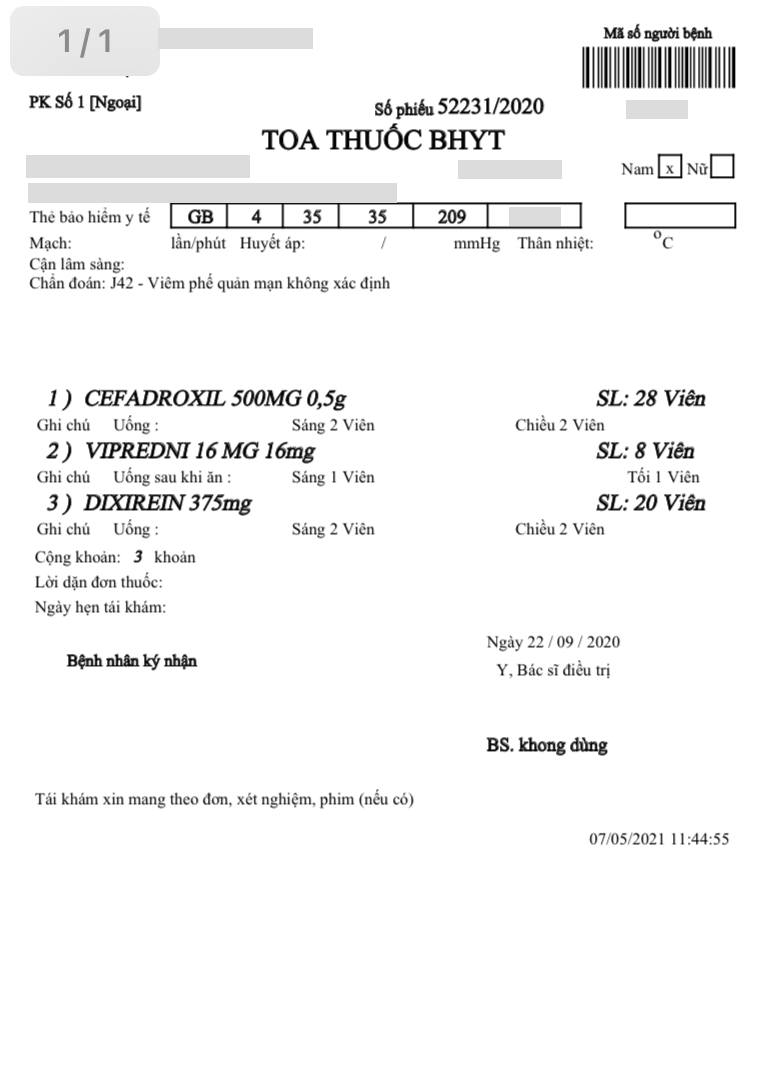 1/1
Mã số người bệnh
PK Số 1 [Ngoại]
Số phiếu 52231/2020
TOA THUỐC BHYT
Nam x Nữ
Thẻ bảo hiểm y tế GB 4 35 35 209
Mạch: lần/phút Huyết áp: / mmHg Thân nhiệt: °C
Cận lâm sàng:
Chẩn đoán: J42 - Viêm phế quản mạn không xác định
1 ) CEFADROXIL 500MG 0,5g SL: 28 Viên
Ghi chú Uống : Sáng 2 Viên Chiều 2 Viên
2 ) VIPREDNI 16 MG 16mg SL: 8 Viên
Ghi chú Uống sau khi ăn : Sáng 1 Viên Tối 1 Viên
3 ) DIXIREIN 375mg SL: 20 Viên
Ghi chú Uống : Sáng 2 Viên Chiều 2 Viên
Cộng khoản: 3 khoản
Lời dặn đơn thuốc:
Ngày hẹn tái khám:
Ngày 22 / 09 / 2020
Bệnh nhân ký nhận
Y, Bác sĩ điều trị
BS. khong dùng
Tái khám xin mang theo đơn, xét nghiệm, phim (nếu có)
07/05/2021 11:44:55